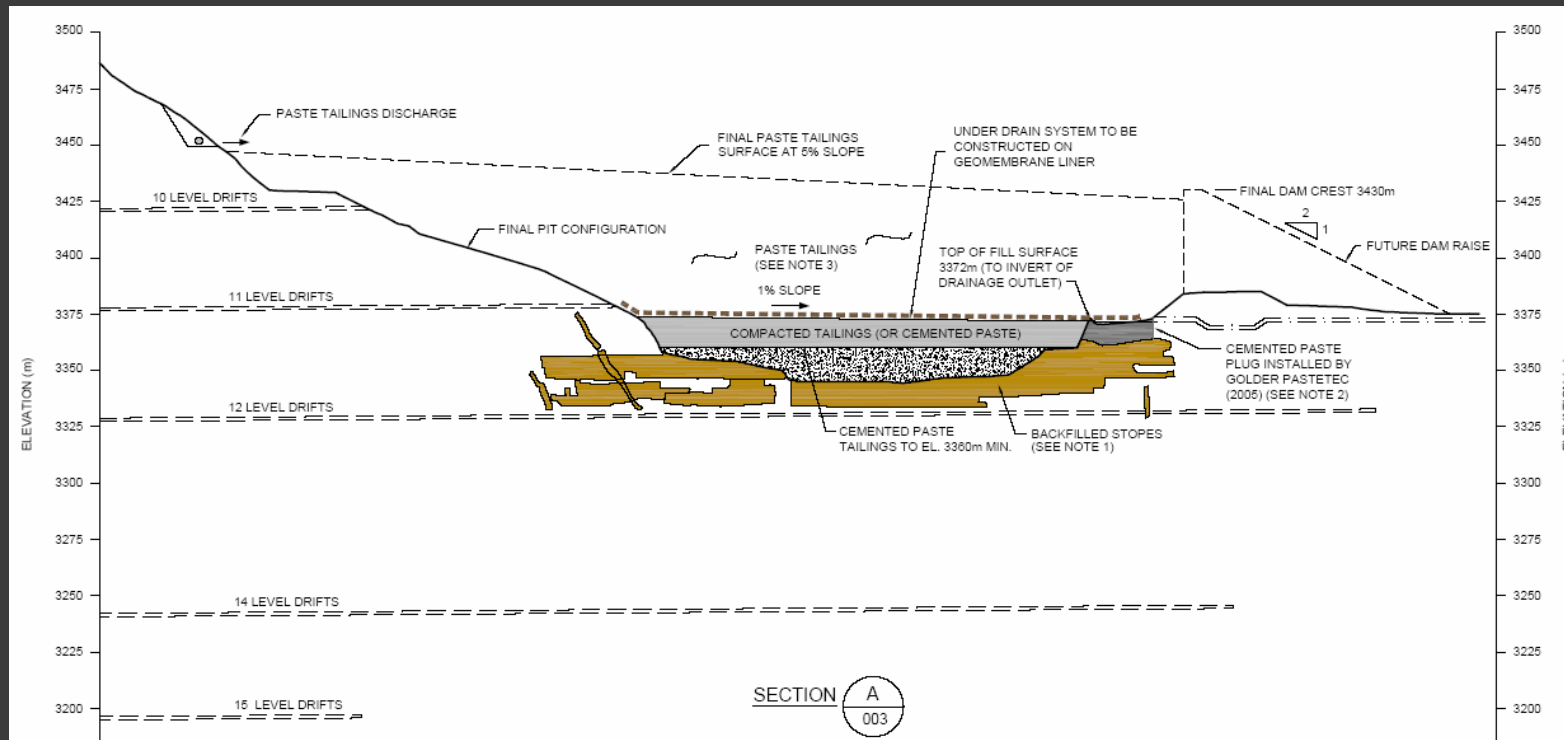 3500
3475
3450
3425
3400
3375
3350
3325
3300
3250
3225
3200
ELEVATION (m)
PASTE TAILINGS DISCHARGE
FINAL PASTE TAILINGS
SURFACE AT 5% SLOPE
UNDER DRAIN SYSTEM TO BE
CONSTRUCTED ON
GEOMEMBRANE LINER
10 LEVEL DRIFTS
FINAL DAM CREST 3430m
2
1
FINAL PIT CONFIGURATION
PASTE TAILINGS
(SEE NOTE 3)
TOP OF FILL SURFACE
3372m (TO INVERT OF
DRAINAGE OUTLET)
FUTURE DAM RAISE
11 LEVEL DRIFTS
1% SLOPE
COMPACTED TAILINGS (OR CEMENTED PASTE)
CEMENTED PASTE
PLUG INSTALLED BY
GOLDER PASTETEC
(2005) (SEE NOTE 2)
12 LEVEL DRIFTS
CEMENTED PASTE
TAILINGS TO EL. 3360m MIN.
BACKFILLED STOPES
(SEE NOTE 1)
14 LEVEL DRIFTS
15 LEVEL DRIFTS
SECTION
A
003
3500
3475
3450
3425
3400
3375
3350
3325
3300
3250
3225
3200